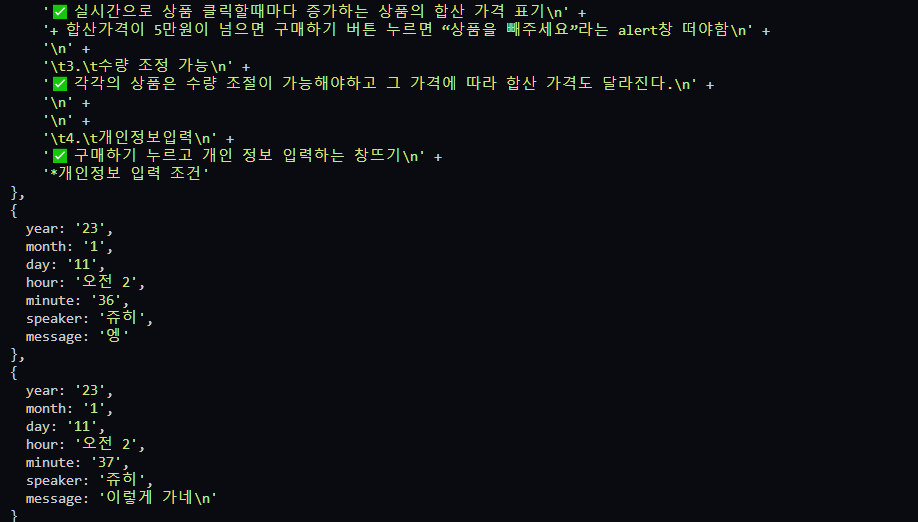 '✅ 실시간으로 상품 클릭할때마다 증가하는 상품의 합산 가격 표기\n' +
'+ 합산가격이 5만원이 넘으면 구매하기 버튼 누르면 “상품을 빼주세요”라는 alert창 떠야함\n' +
'\n' +
'\t3.\t수량 조정 가능\n' +
'✅ 각각의 상품은 수량 조절이 가능해야하고 그 가격에 따라 합산 가격도 달라진다.\n' +
'\n' +
'\n' +
'\t4.\t개인정보입력\n' +
'✅ 구매하기 누르고 개인 정보 입력하는 창뜨기\n' +
'*개인정보 입력 조건'
},
{
year: '23',
month: '1',
day: '11',
hour: '오전 2',
minute: '36',
speaker: '쥬히',
message: '엥'
},
{
year: '23',
month: '1',
day: '11',
hour: '오전 2',
minute: '37',
speaker: '쥬히',
message: '이렇게 가네\n'
}